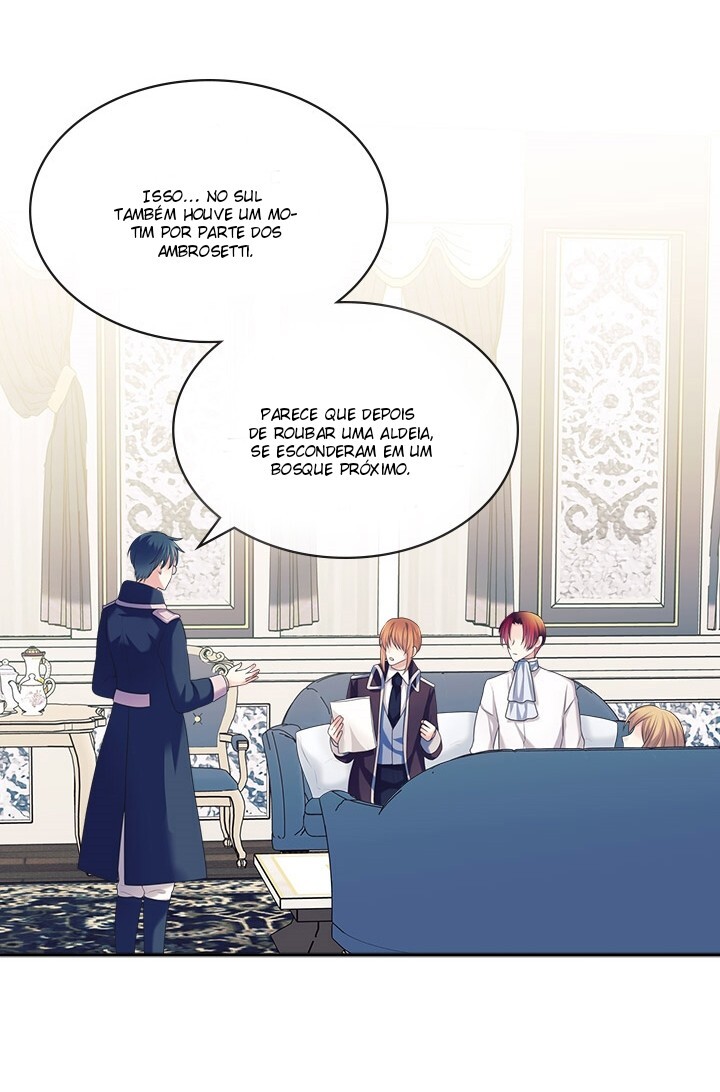 ISSO... NO SUL
TAMBÉM HOUVE UM MO-
TIM POR PARTE DOS
AMBROSETTI.
PARECE QUE DEPOIS
DE ROUBAR UMA ALDEIA,
SE ESCONDERAM EM UM
BOSQUE PRÓXIMO.